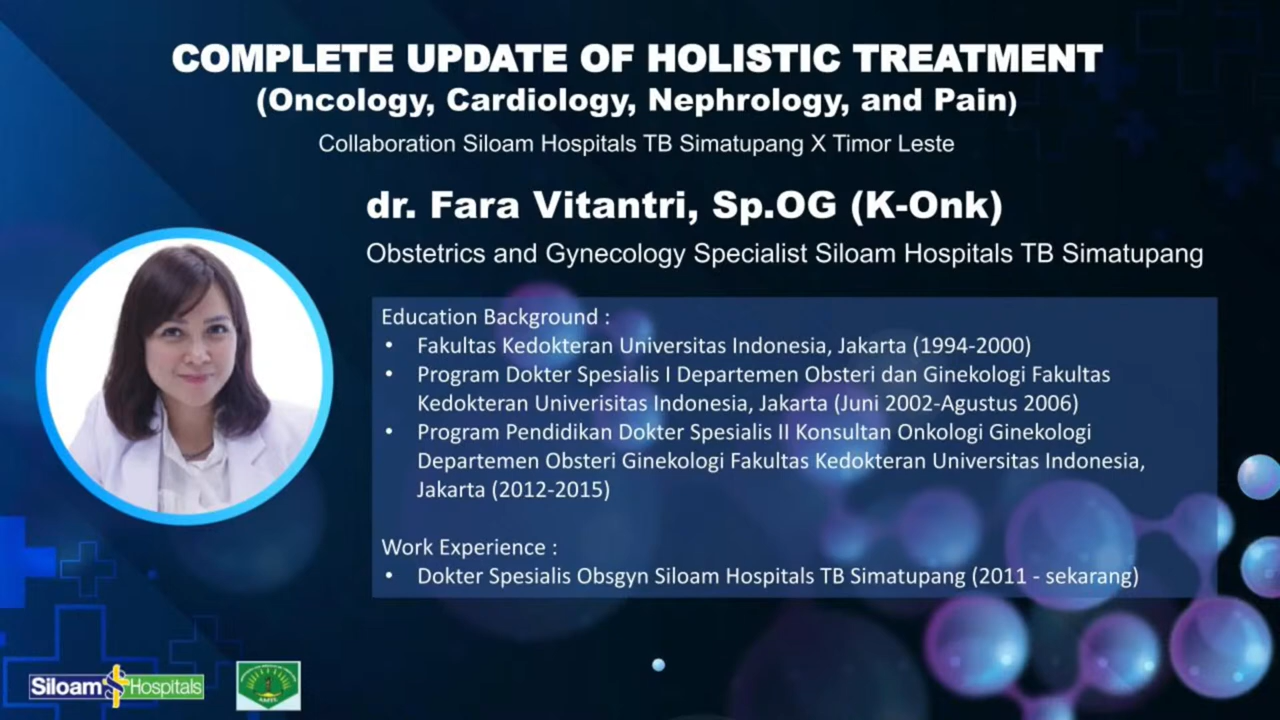 COMPLETE UPDATE OF HOLISTIC TREATMENT
(Oncology, Cardiology, Nephrology, and Pain)
Collaboration Siloam Hospitals TB Simatupang X Timor Leste
dr. Fara Vitantri, Sp.OG (K-Onk)
Obstetrics and Gynecology Specialist Siloam Hospitals TB Simatupang
Education Background :
• Fakultas Kedokteran Universitas Indonesia, Jakarta (1994-2000)
• Program Dokter Spesialis I Departemen Obsteri dan Ginekologi Fakultas
Kedokteran Univerisitas Indonesia, Jakarta (Juni 2002-Agustus 2006)
• Program Pendidikan Dokter Spesialis II Konsultan Onkologi Ginekologi
Departemen Obsteri Ginekologi Fakultas Kedokteran Universitas Indonesia,
Jakarta (2012-2015)
Work Experience :
• Dokter Spesialis Obsgyn Siloam Hospitals TB Simatupang (2011 - sekarang)
Siloam Hospitals